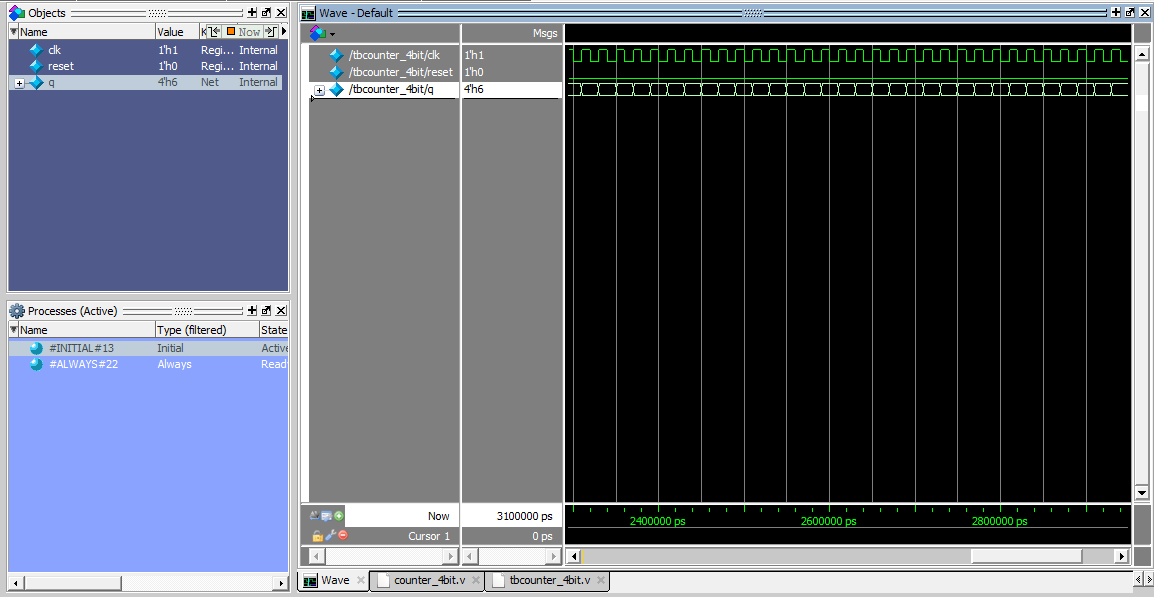 Objects
Name Value K Now
clk 1'h1 Regi... Internal
reset 1'h0 Regi... Internal
q 4'h6 Net Internal
Processes (Active)
Name Type (filtered) State
#INITIAL#13 Initial Active
#ALWAYS#22 Always Ready
Wave - Default
Msgs
/tbcounter_4bit/clk 1'h1
/tbcounter_4bit/reset 1'h0
/tbcounter_4bit/q 4'h6
Now 3100000 ps
Cursor 1 0 ps
2400000 ps 2600000 ps 2800000 ps
Wave counter_4bit.v tbcounter_4bit.v